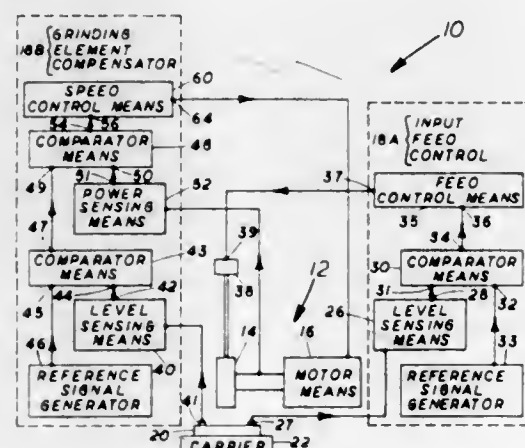 10
18B { GRINDING
ELEMENT
COMPENSATOR
60
SPEED
CONTROL MEANS
64
54 56
COMPARATOR
MEANS
48
49 51 50
POWER
SENSING
MEANS
52
47
COMPARATOR
MEANS
43
45 44 42
LEVEL
SENSING
MEANS
40
46
REFERENCE
SIGNAL
GENERATOR
41
20
CARRIER
22
27
12
39
38
14
16
MOTOR
MEANS
18A { INPUT
FEED
CONTROL
37
FEED
CONTROL MEANS
35 36
34
30
COMPARATOR
MEANS
31 28 32
26
LEVEL
SENSING
MEANS
33
REFERENCE
SIGNAL
GENERATOR